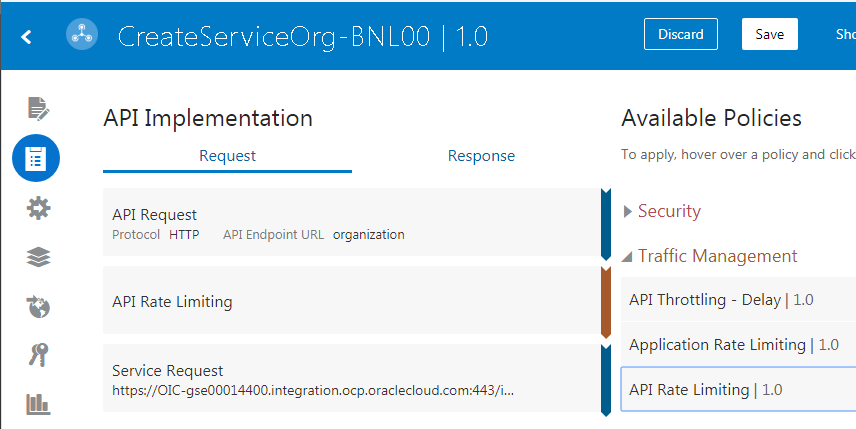 CreateServiceOrg-BNL00 | 1.0
Discard
Save
Sho
API Implementation
Request
Response
API Request
Protocol HTTP API Endpoint URL organization
API Rate Limiting
Service Request
https://OIC-gse00014400.integration.ocp.oraclecloud.com:443/i...
Available Policies
To apply, hover over a policy and click
Security
Traffic Management
API Throttling - Delay | 1.0
Application Rate Limiting | 1.0
API Rate Limiting | 1.0